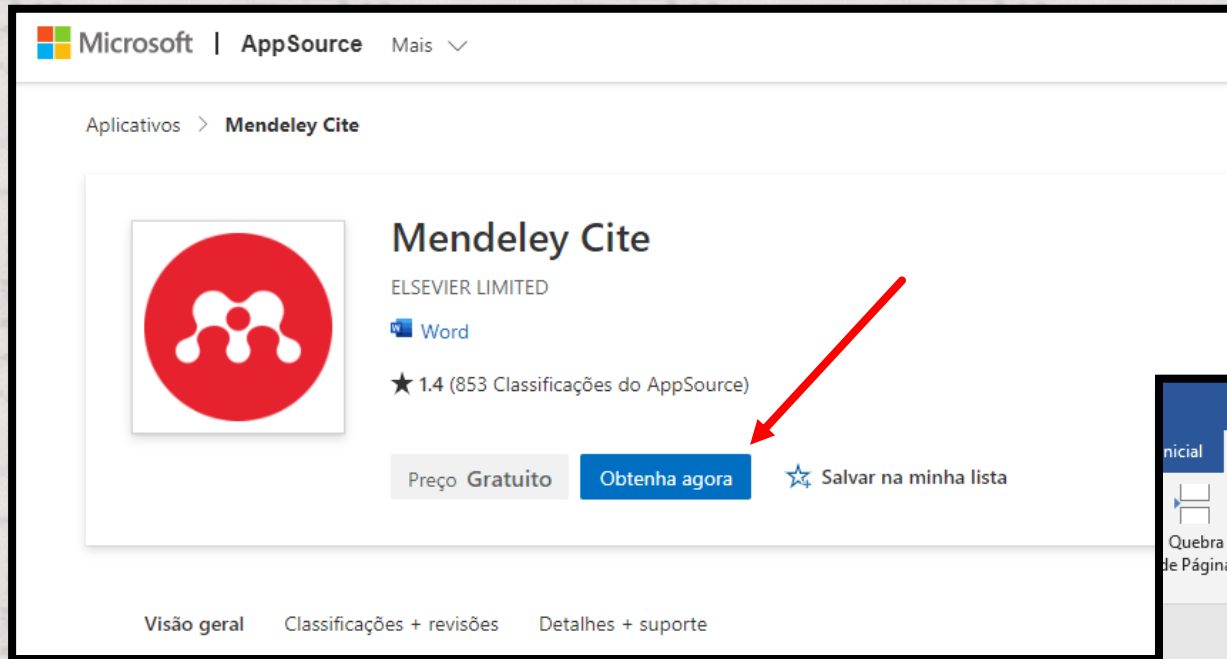 Microsoft | AppSource Mais
Aplicativos > Mendeley Cite
Mendeley Cite
ELSEVIER LIMITED
Word
★ 1.4 (853 Classificações do AppSource)
Preço Gratuito
Obtenha agora
Salvar na minha lista
Visão geral Classificações + revisões Detalhes + suporte
nicial
Quebra
de Página